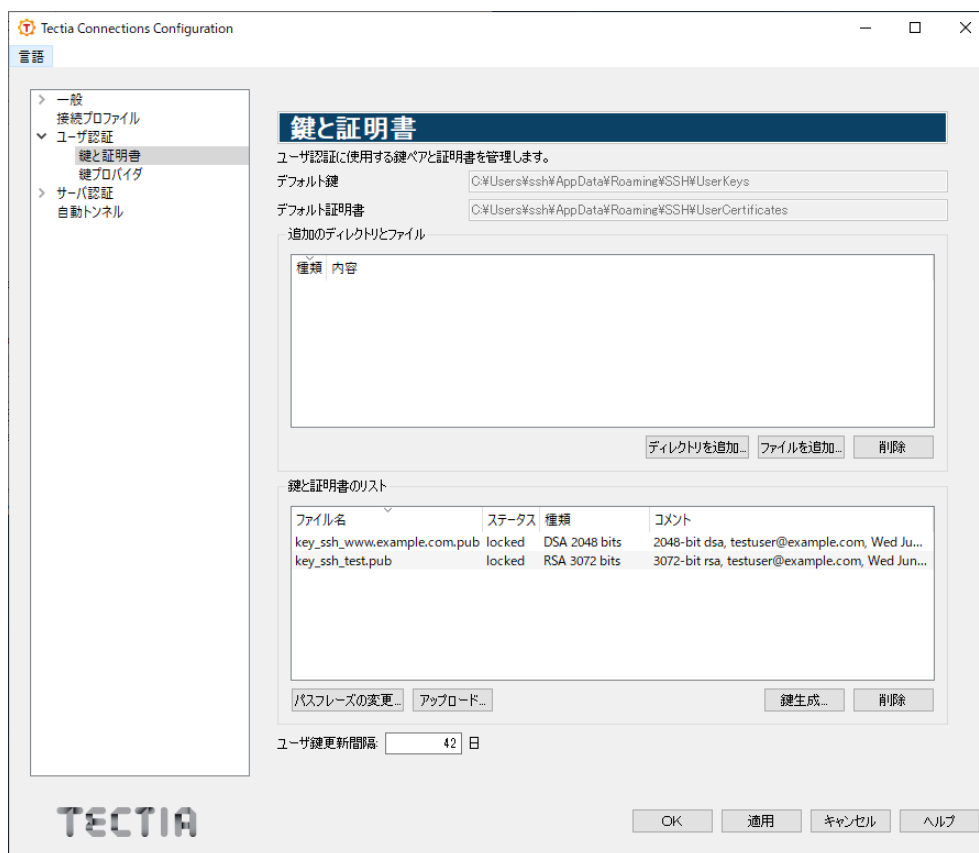 Tectia Connections Configuration
言語
一般
接続プロファイル
ユーザ認証
鍵と証明書
鍵プロバイダ
サーバ認証
自動トンネル
鍵と証明書
ユーザ認証に使用する鍵ペアと証明書を管理します。
デフォルト鍵 C:¥Users¥ssh¥AppData¥Roaming¥SSH¥UserKeys
デフォルト証明書 C:¥Users¥ssh¥AppData¥Roaming¥SSH¥UserCertificates
追加のディレクトリとファイル
種類 内容
ディレクトリを追加... ファイルを追加... 削除
鍵と証明書のリスト
ファイル名 ステータス 種類 コメント
key_ssh_www.example.com.pub locked DSA 2048 bits 2048-bit dsa, testuser@example.com, Wed Ju...
key_ssh_test.pub locked RSA 3072 bits 3072-bit rsa, testuser@example.com, Wed Jun...
パスフレーズの変更... アップロード... 鍵生成... 削除
ユーザ鍵更新間隔: 42 日
TECTIA
OK 適用 キャンセル ヘルプ